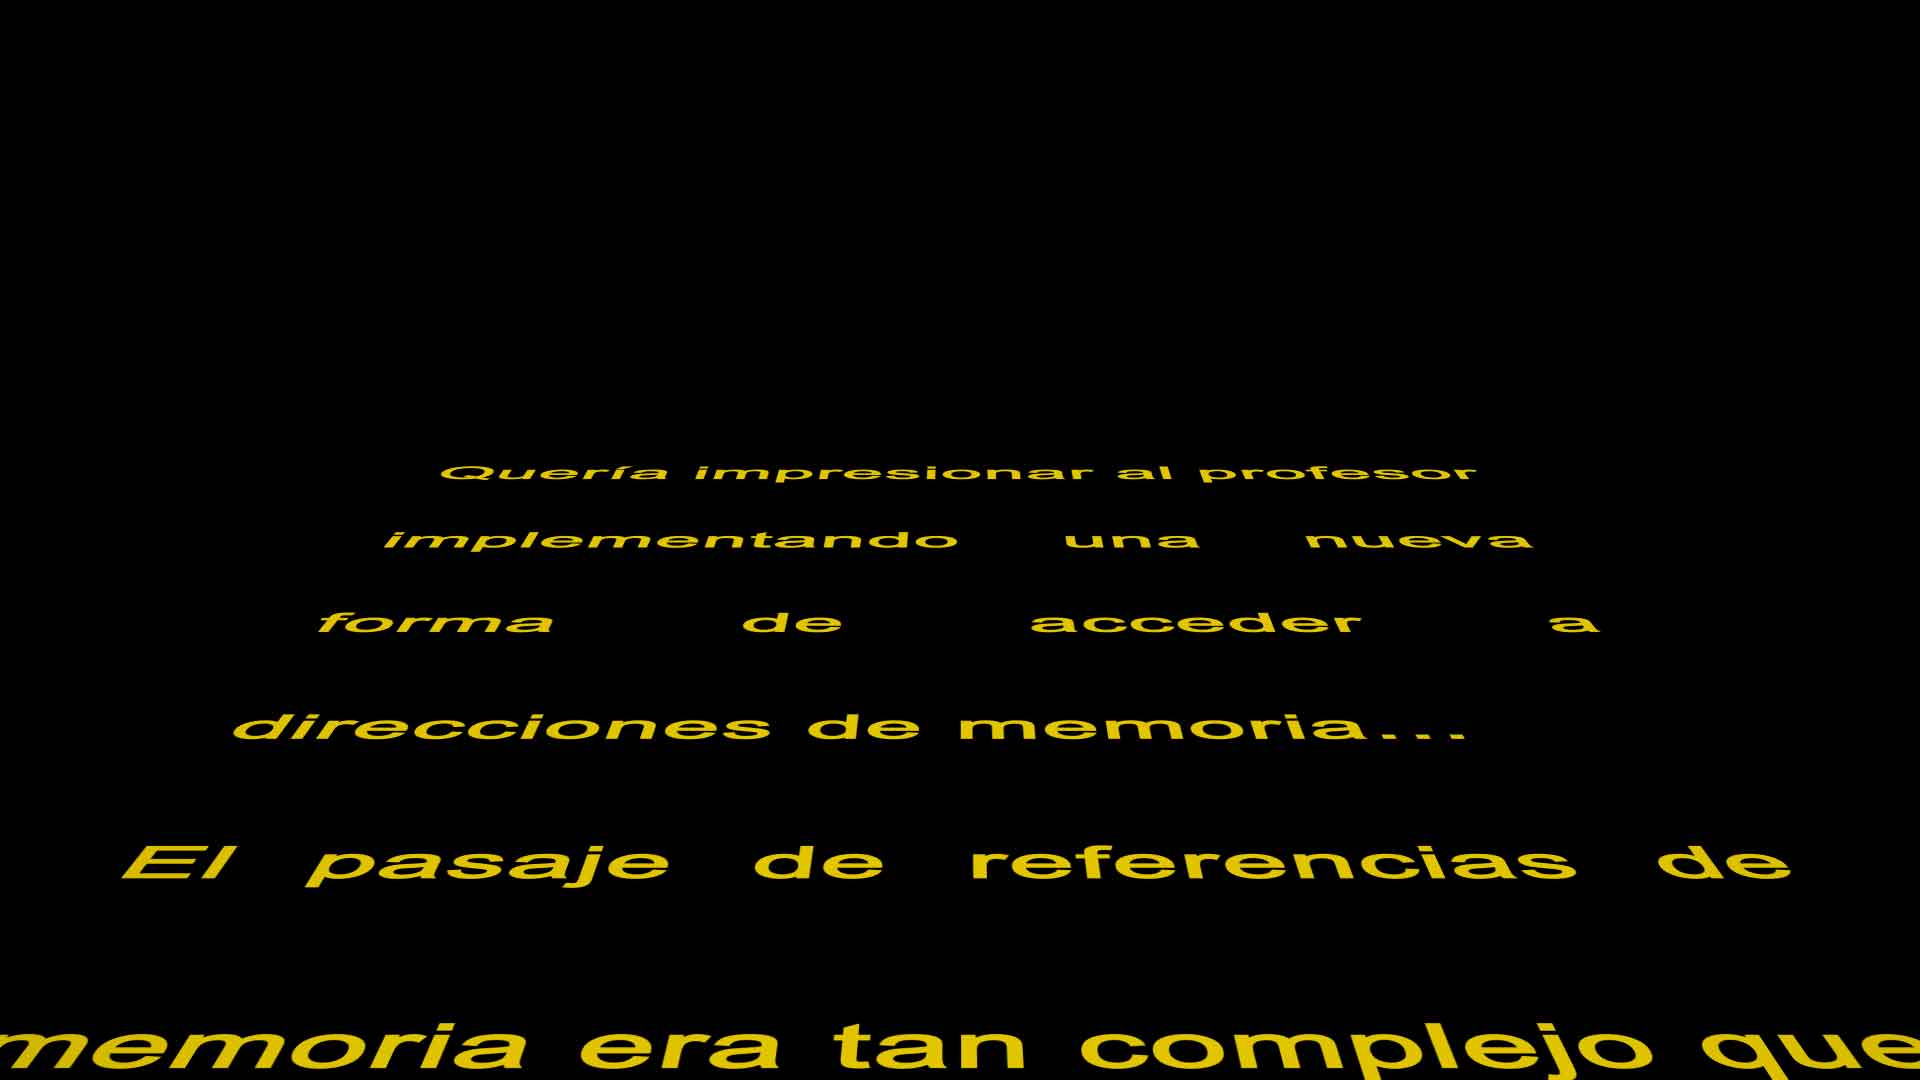 Quería impresionar al profesor
implementando una nueva
forma de acceder a
direcciones de memoria...
El pasaje de referencias de
memoria era tan complejo que